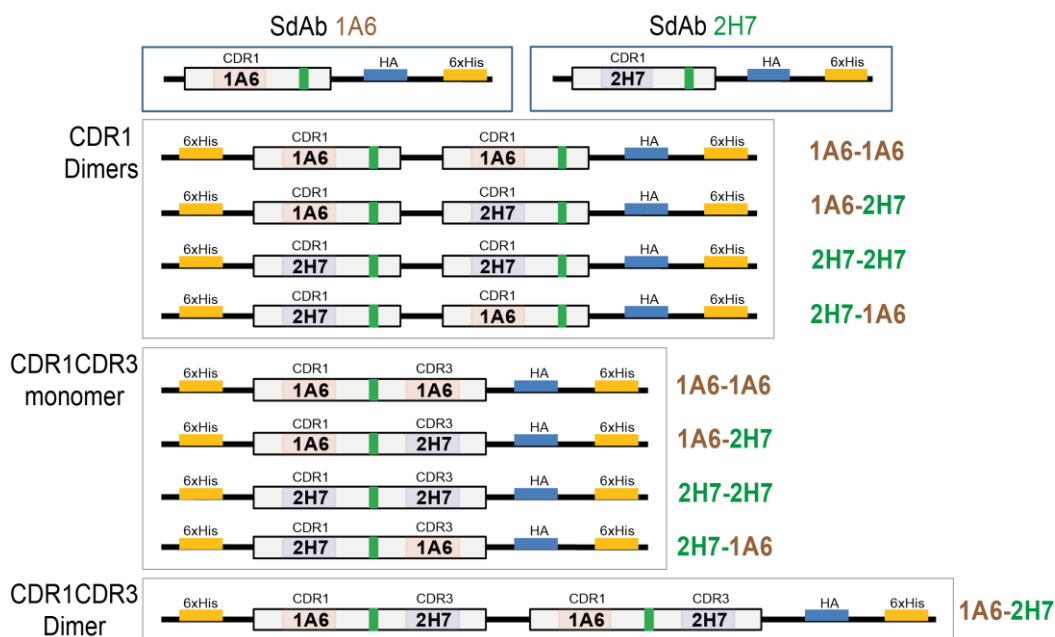 SdAb 1A6
SdAb 2H7
CDR1 HA 6xHis
1A6
CDR1 HA 6xHis
2H7
CDR1
Dimers
6xHis CDR1 CDR1 HA 6xHis
1A6 1A6 1A6-1A6
6xHis CDR1 CDR1 HA 6xHis
1A6 2H7 1A6-2H7
6xHis CDR1 CDR1 HA 6xHis
2H7 2H7 2H7-2H7
6xHis CDR1 CDR1 HA 6xHis
2H7 1A6 2H7-1A6
CDR1CDR3
monomer
6xHis CDR1 CDR3 HA 6xHis
1A6 1A6 1A6-1A6
6xHis CDR1 CDR3 HA 6xHis
1A6 2H7 1A6-2H7
6xHis CDR1 CDR3 HA 6xHis
2H7 2H7 2H7-2H7
6xHis CDR1 CDR3 HA 6xHis
2H7 1A6 2H7-1A6
CDR1CDR3
Dimer
6xHis CDR1 CDR3 CDR1 CDR3 HA 6xHis
1A6 2H7 1A6 2H7 1A6-2H7